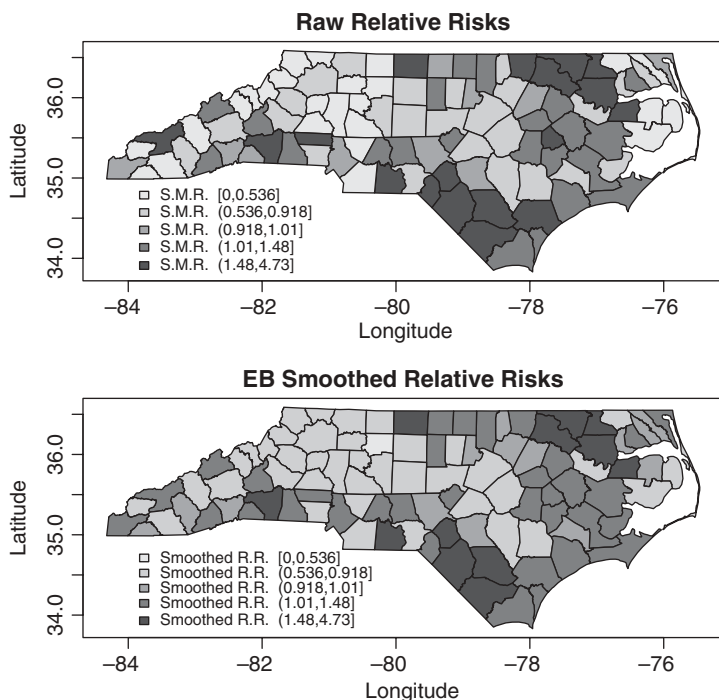 Raw Relative Risks
Latitude
36.0
35.0
34.0
S.M.R. [0,0.536]
S.M.R. (0.536,0.918]
S.M.R. (0.918,1.01]
S.M.R. (1.01,1.48]
S.M.R. (1.48,4.73]
–84 –82 –80 –78 –76
Longitude
EB Smoothed Relative Risks
Latitude
36.0
35.0
34.0
Smoothed R.R. [0,0.536]
Smoothed R.R. (0.536,0.918]
Smoothed R.R. (0.918,1.01]
Smoothed R.R. (1.01,1.48]
Smoothed R.R. (1.48,4.73]
–84 –82 –80 –78 –76
Longitude